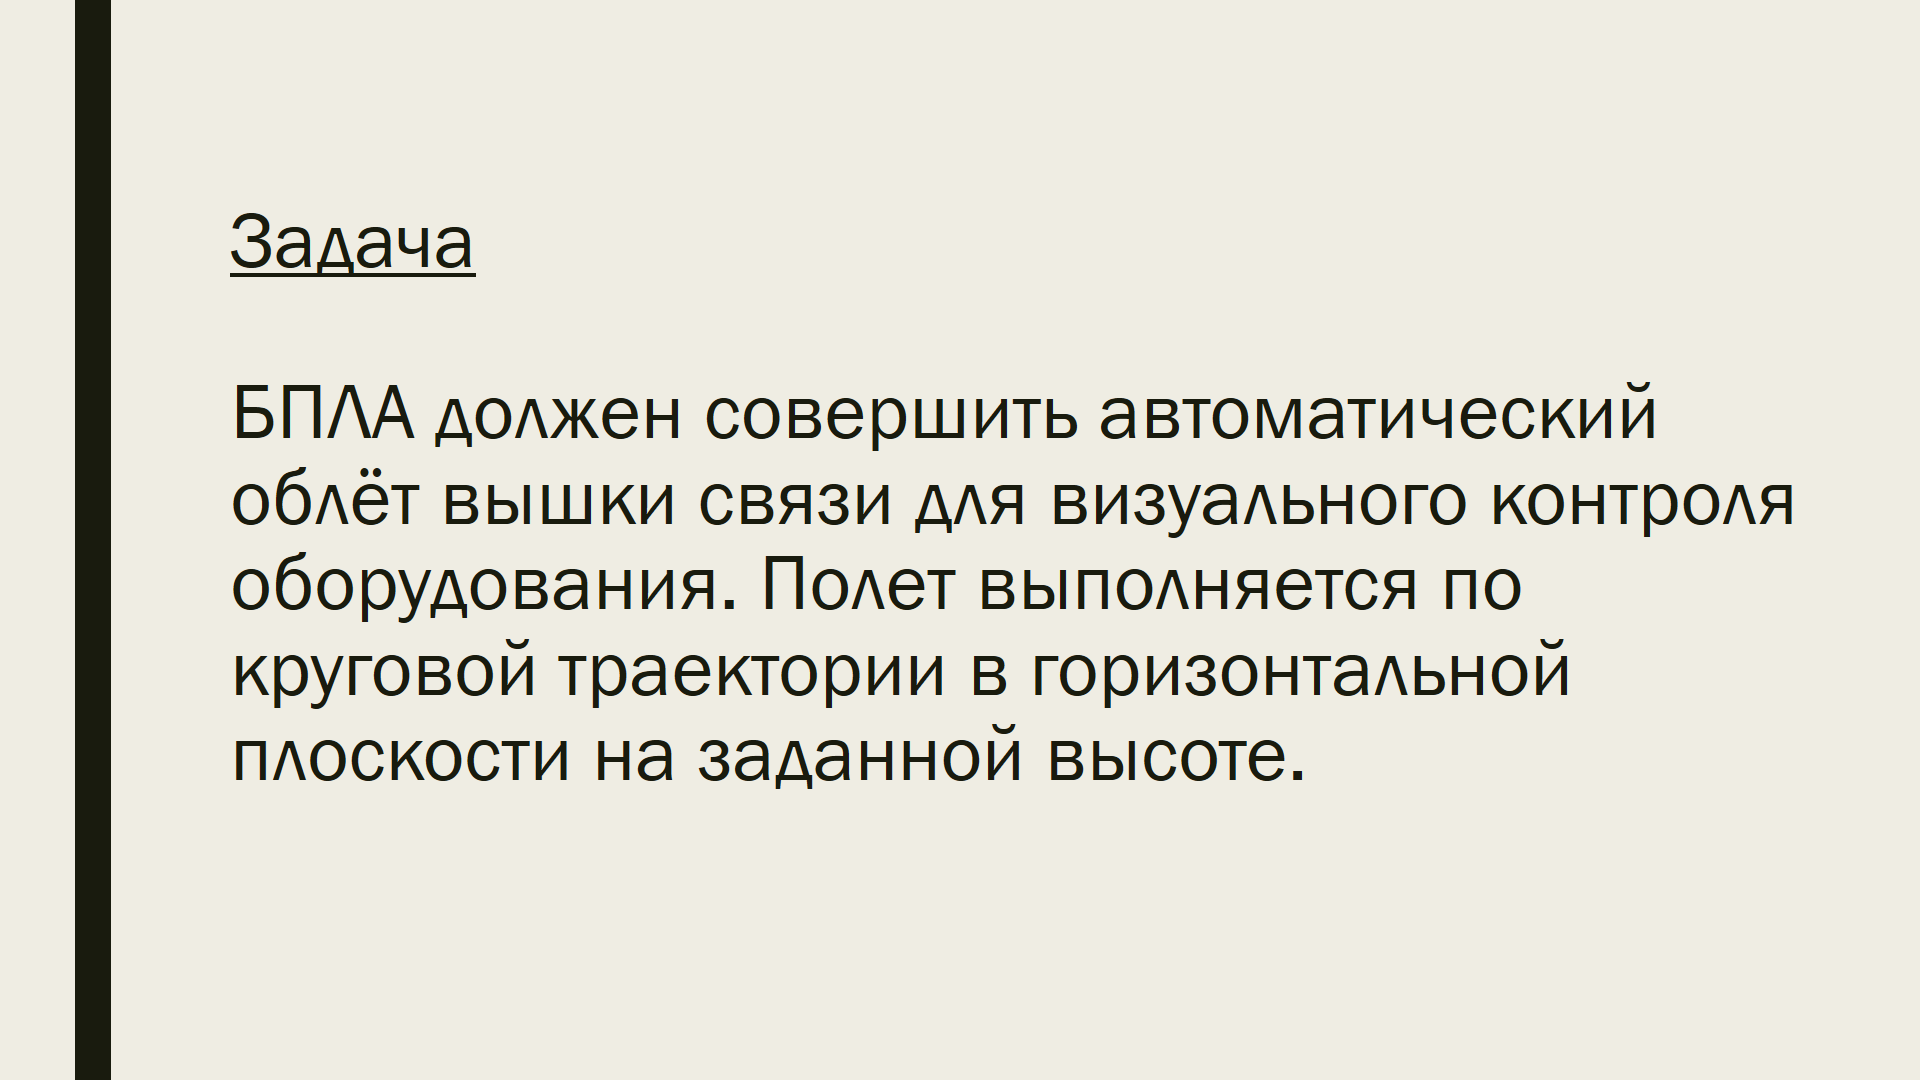 Задача
БПЛА должен совершить автоматический
облёт вышки связи для визуального контроля
оборудования. Полет выполняется по
круговой траектории в горизонтальной
плоскости на заданной высоте.